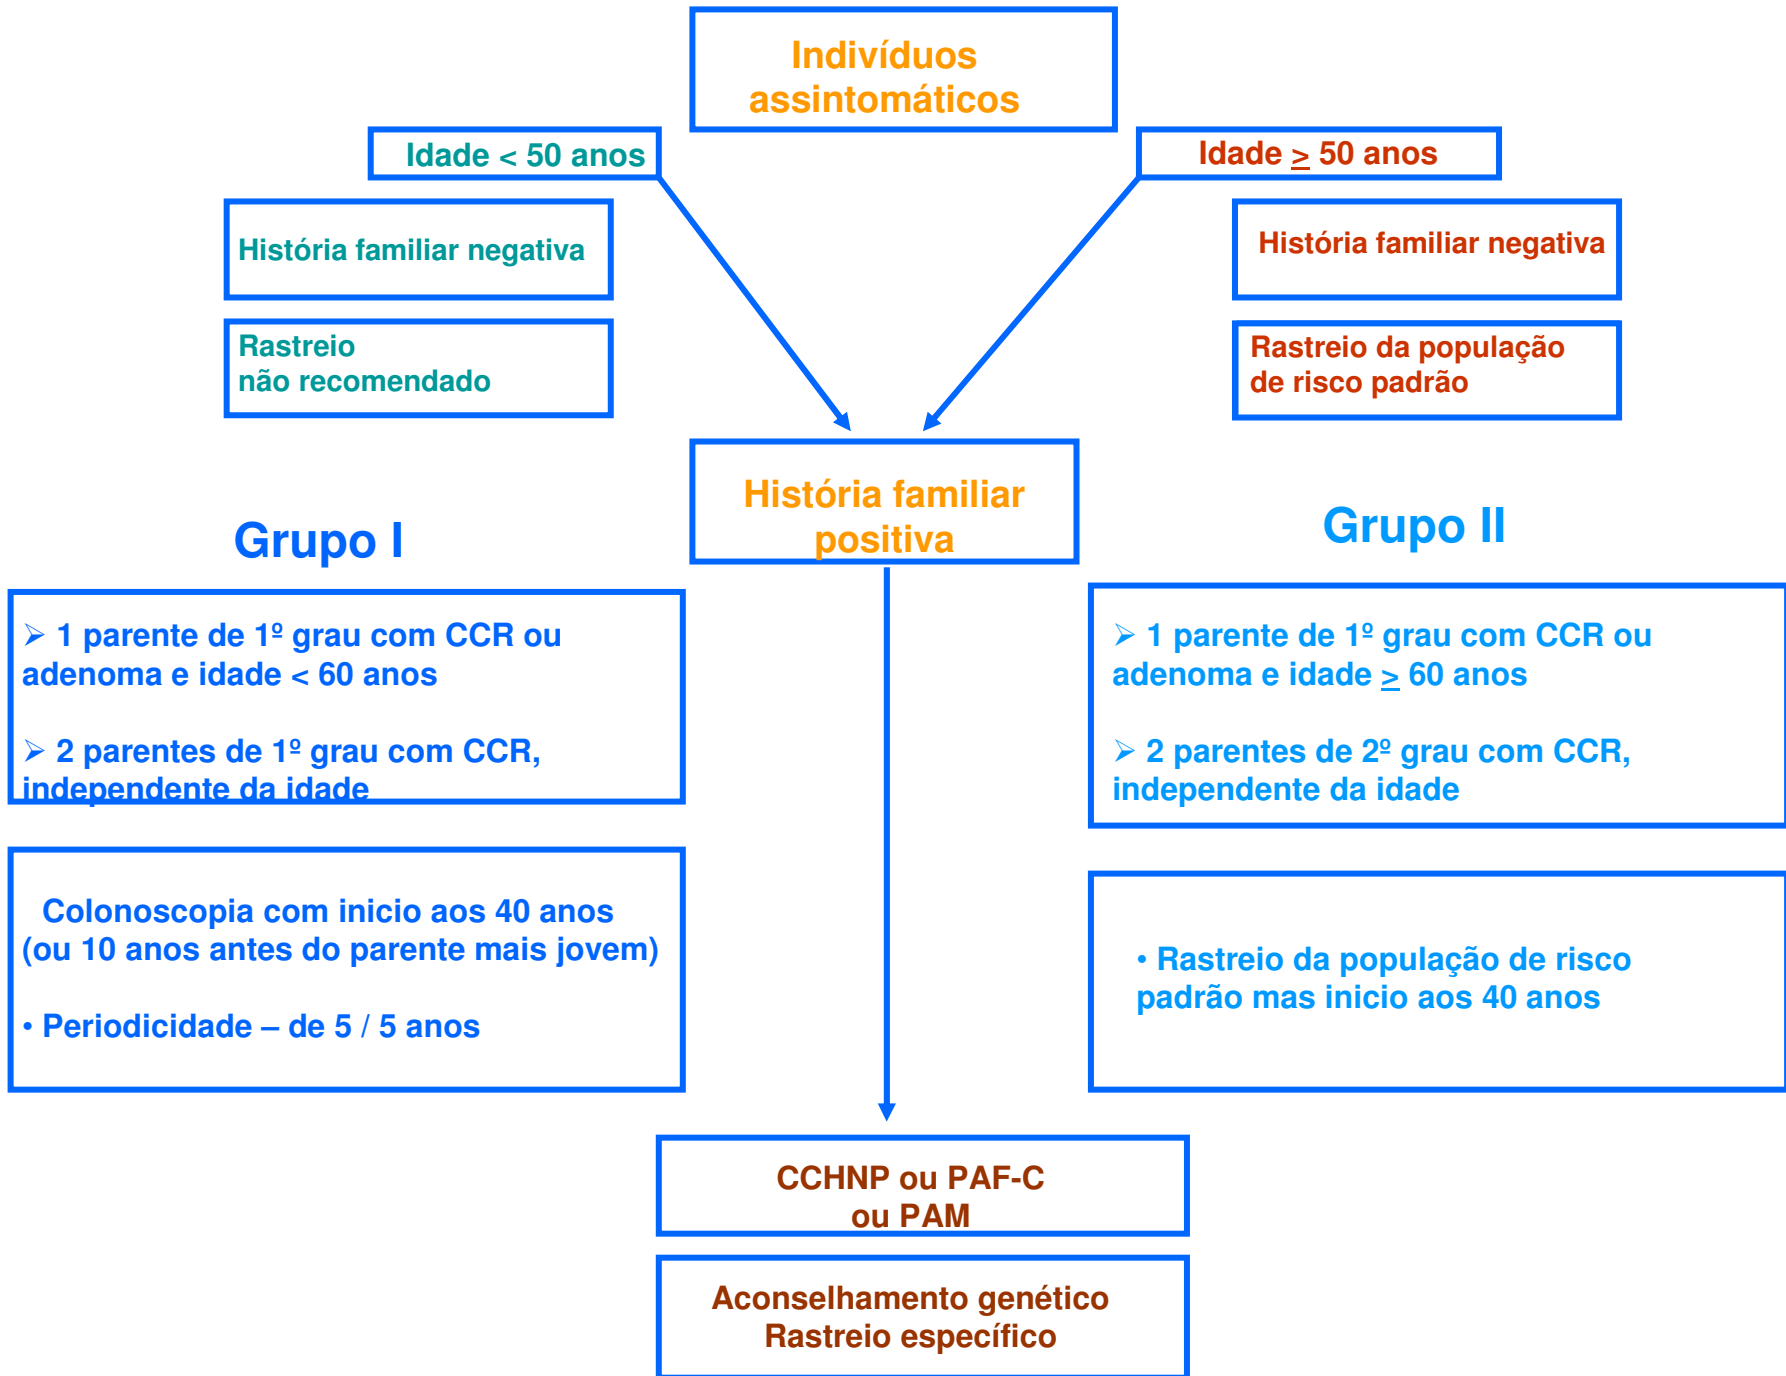 Indivíduos
assintomáticos
Idade < 50 anos
Idade ≥ 50 anos
História familiar negativa
História familiar negativa
Rastreio
não recomendado
Rastreio da população
de risco padrão
História familiar
positiva
Grupo I
Grupo II
➢ 1 parente de 1º grau com CCR ou
adenoma e idade < 60 anos
➢ 2 parentes de 1º grau com CCR,
independente da idade
➢ 1 parente de 1º grau com CCR ou
adenoma e idade ≥ 60 anos
➢ 2 parentes de 2º grau com CCR,
independente da idade
Colonoscopia com inicio aos 40 anos
(ou 10 anos antes do parente mais jovem)
• Periodicidade – de 5 / 5 anos
• Rastreio da população de risco
padrão mas inicio aos 40 anos
CCHNP ou PAF-C
ou PAM
Aconselhamento genético
Rastreio específico